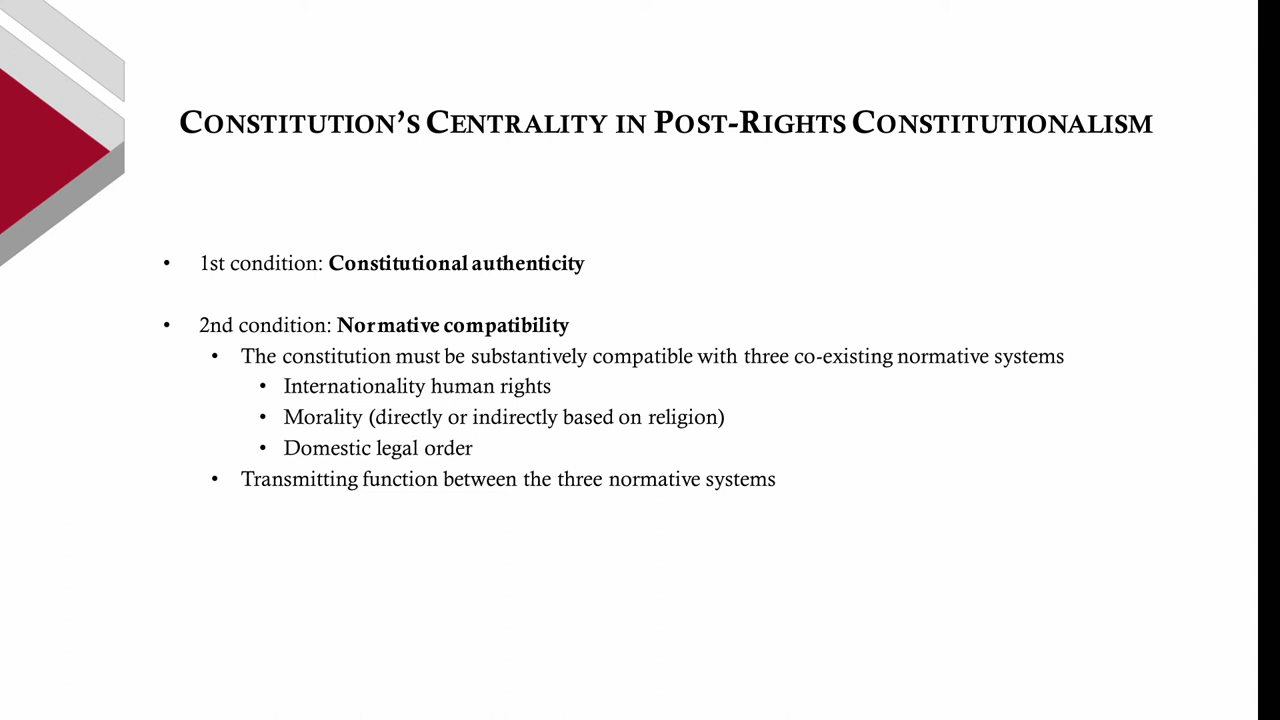 CONSTITUTION'S CENTRALITY IN POST-RIGHTS CONSTITUTIONALISM
• 1st condition: Constitutional authenticity
• 2nd condition: Normative compatibility
• The constitution must be substantively compatible with three co-existing normative systems
• Internationality human rights
• Morality (directly or indirectly based on religion)
• Domestic legal order
• Transmitting function between the three normative systems